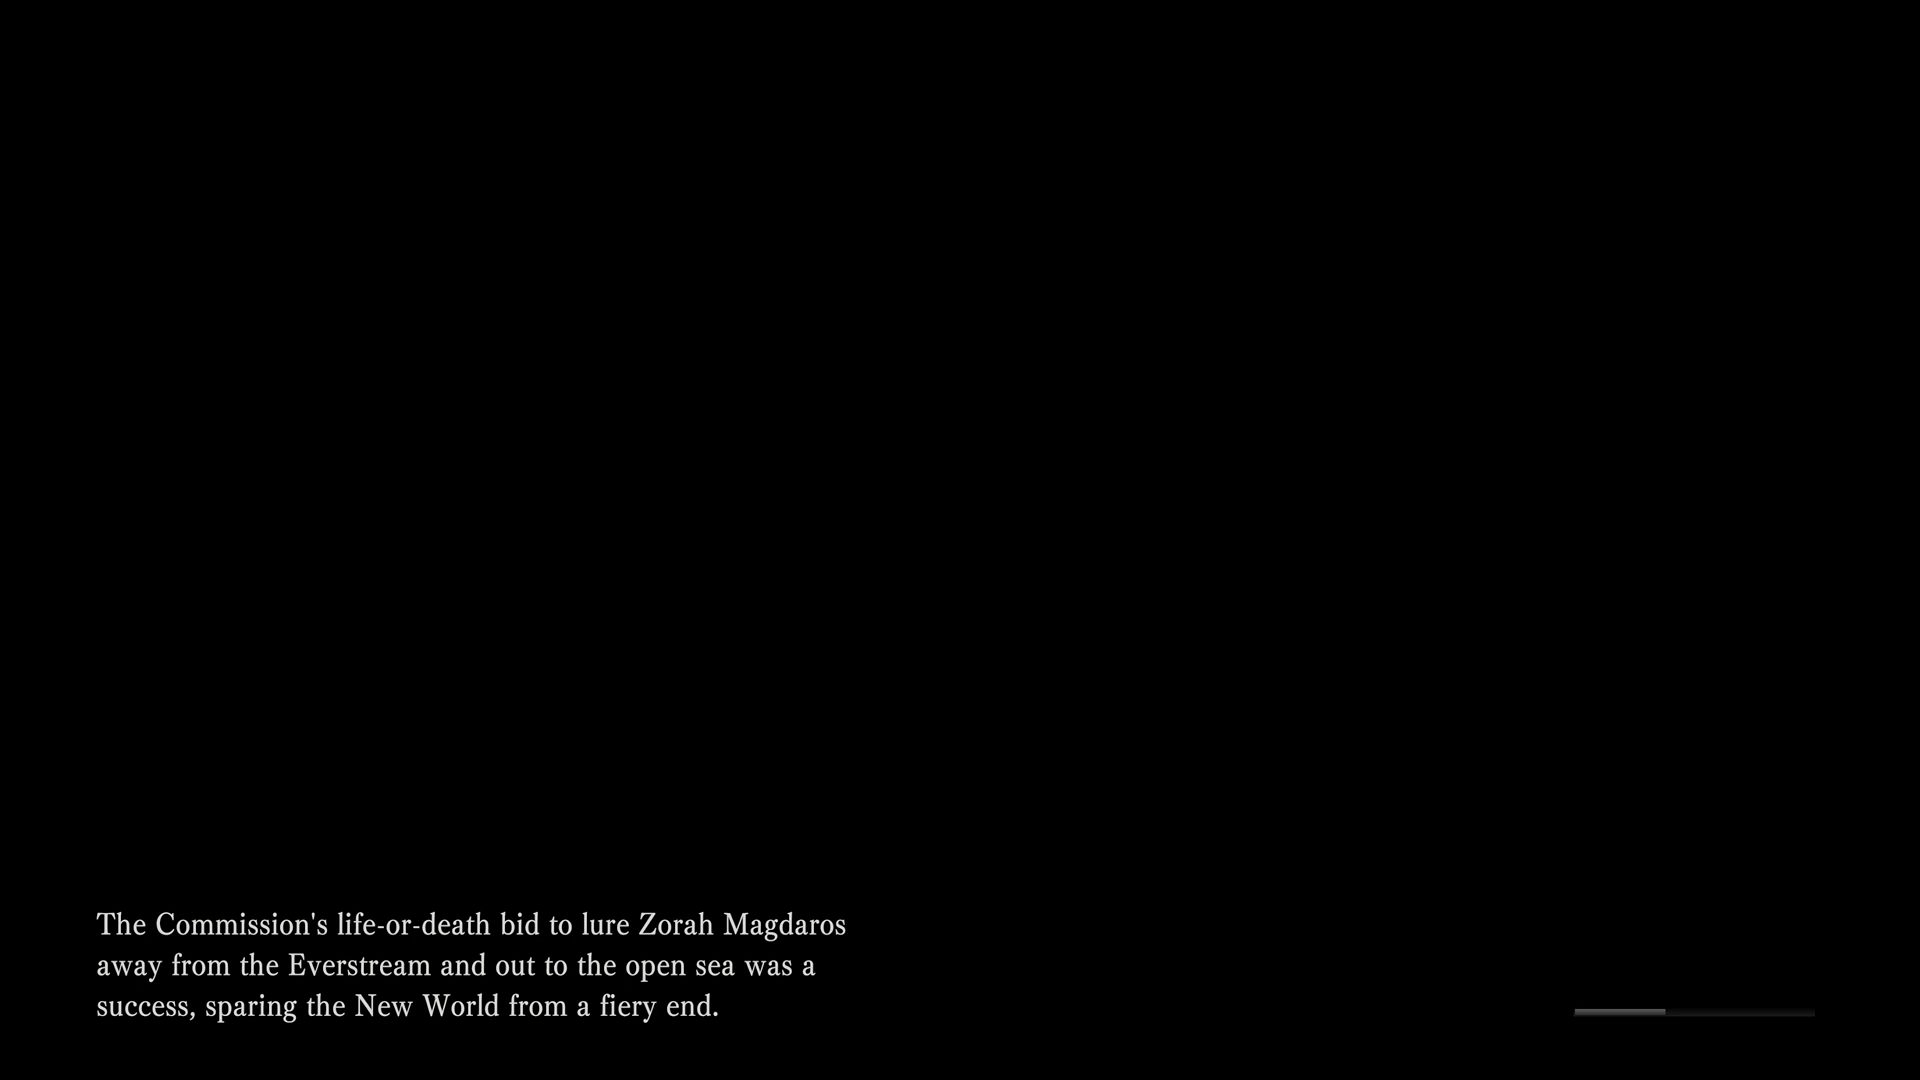 The Commission's life-or-death bid to lure Zorah Magdaros
away from the Everstream and out to the open sea was a
success, sparing the New World from a fiery end.